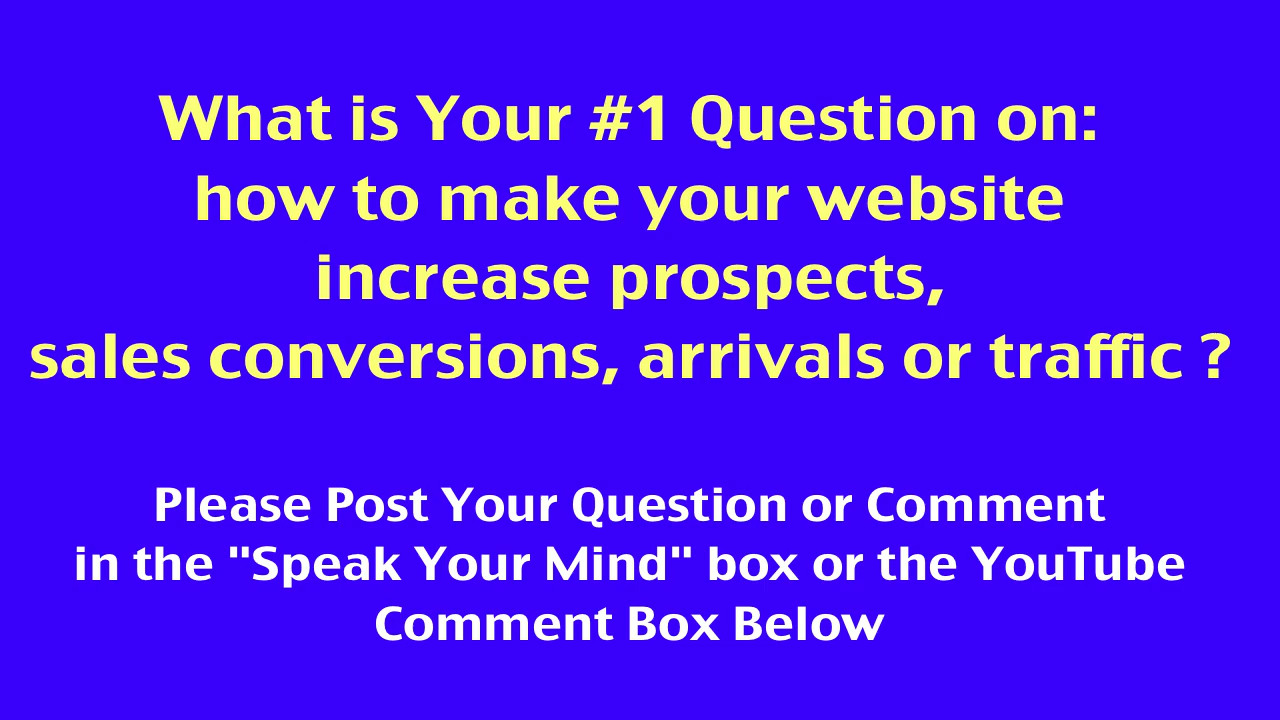 What is Your #1 Question on:
how to make your website
increase prospects,
sales conversions, arrivals or traffic ?
Please Post Your Question or Comment
in the "Speak Your Mind" box or the YouTube
Comment Box Below